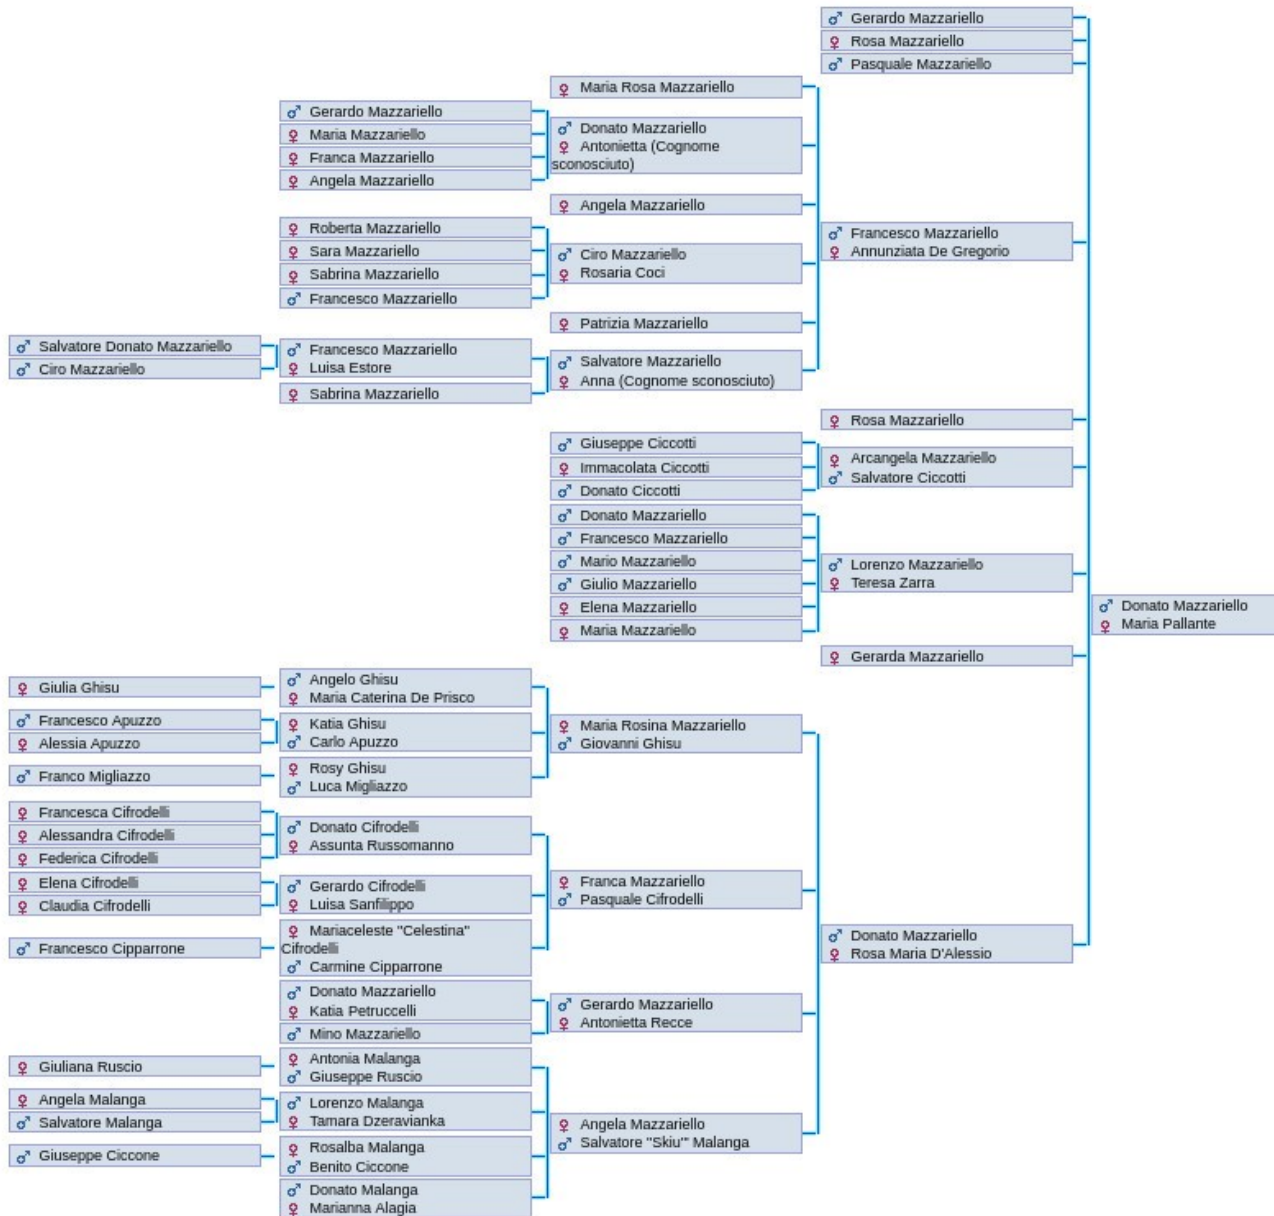 Gerardo Mazzariello
Rosa Mazzariello
Pasquale Mazzariello
Maria Rosa Mazzariello
Gerardo Mazzariello
Maria Mazzariello
Franca Mazzariello
Angela Mazzariello
Donato Mazzariello
Antonietta (Cognome
sconosciuto)
Angela Mazzariello
Roberta Mazzariello
Sara Mazzariello
Sabrina Mazzariello
Francesco Mazzariello
Ciro Mazzariello
Rosaria Coci
Francesco Mazzariello
Annunziata De Gregorio
Patrizia Mazzariello
Salvatore Donato Mazzariello
Ciro Mazzariello
Francesco Mazzariello
Luisa Estore
Sabrina Mazzariello
Salvatore Mazzariello
Anna (Cognome sconosciuto)
Rosa Mazzariello
Giuseppe Ciccotti
Immacolata Ciccotti
Donato Ciccotti
Arcangela Mazzariello
Salvatore Ciccotti
Donato Mazzariello
Francesco Mazzariello
Mario Mazzariello
Giulio Mazzariello
Elena Mazzariello
Maria Mazzariello
Lorenzo Mazzariello
Teresa Zarra
Donato Mazzariello
Maria Pallante
Gerarda Mazzariello
Giulia Ghisu
Angelo Ghisu
Maria Caterina De Prisco
Francesco Apuzzo
Alessia Apuzzo
Katia Ghisu
Carlo Apuzzo
Maria Rosina Mazzariello
Giovanni Ghisu
Franco Migliazzo
Rosy Ghisu
Luca Migliazzo
Francesca Cifrodelli
Alessandra Cifrodelli
Federica Cifrodelli
Donato Cifrodelli
Assunta Russomanno
Elena Cifrodelli
Claudia Cifrodelli
Gerardo Cifrodelli
Luisa Sanfilippo
Franca Mazzariello
Pasquale Cifrodelli
Francesco Cipparrone
Mariaceleste "Celestina"
Cifrodelli
Carmine Cipparrone
Donato Mazzariello
Rosa Maria D'Alessio
Donato Mazzariello
Katia Petruccelli
Mino Mazzariello
Gerardo Mazzariello
Antonietta Recce
Giuliana Ruscio
Antonia Malanga
Giuseppe Ruscio
Angela Malanga
Salvatore Malanga
Lorenzo Malanga
Tamara Dzeravianka
Angela Mazzariello
Salvatore "Skiu'" Malanga
Giuseppe Ciccone
Rosalba Malanga
Benito Ciccone
Donato Malanga
Marianna Alagia